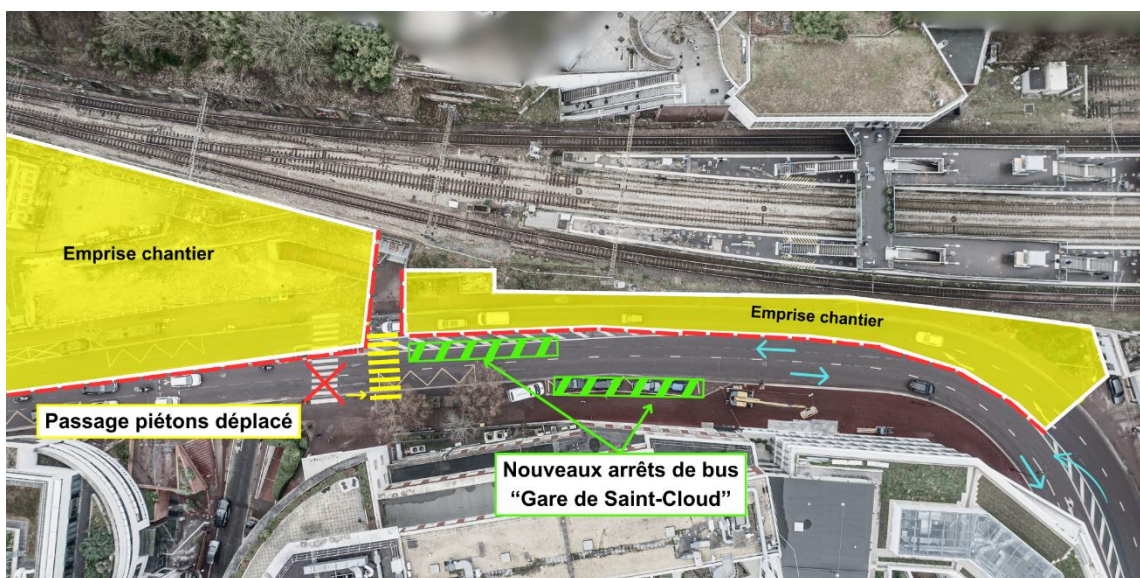 Emprise chantier
Emprise chantier
Passage piétons déplacé
Nouveaux arrêts de bus
“Gare de Saint-Cloud”